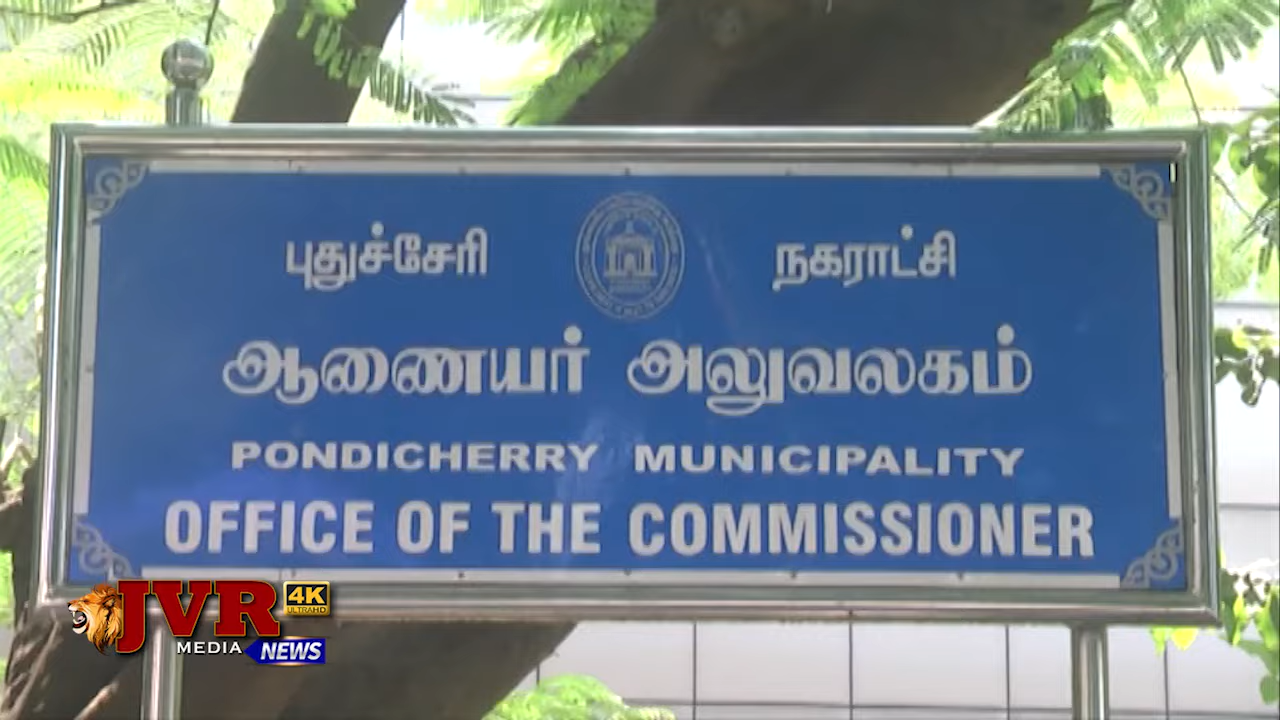 புதுச்சேரி நகராட்சி
ஆணையர் அலுவலகம்
PONDICHERRY MUNICIPALITY
OFFICE OF THE COMMISSIONER
JVR 4K
ULTRAHD
MEDIA NEWS